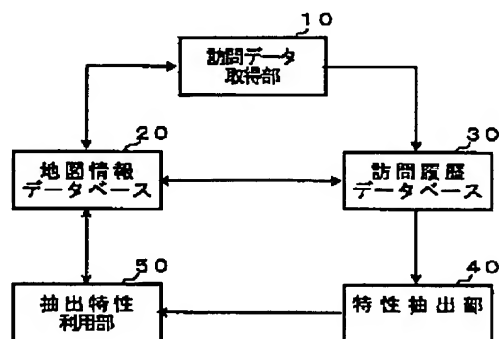 10
訪問データ
取得部
20
地図情報
データベース
30
訪問履歴
データベース
50
抽出特性
利用部
40
特性抽出部